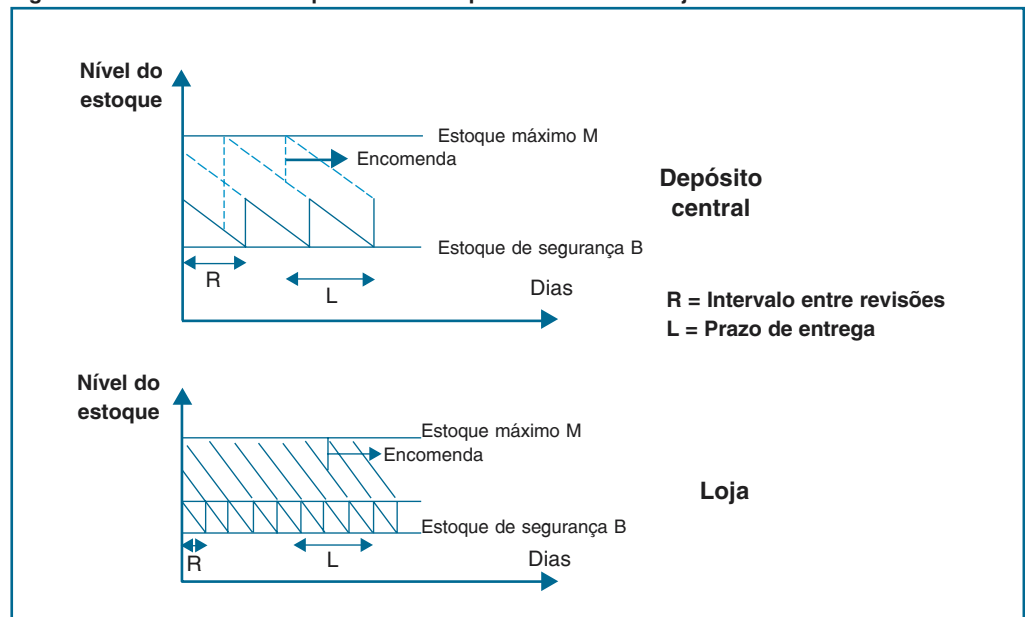 Nível do
estoque
Estoque máximo M
Encomenda
Depósito
central
Estoque de segurança B
R
L
Dias
R = Intervalo entre revisões
L = Prazo de entrega
Nível do
estoque
Estoque máximo M
Encomenda
Loja
Estoque de segurança B
R
L
Dias